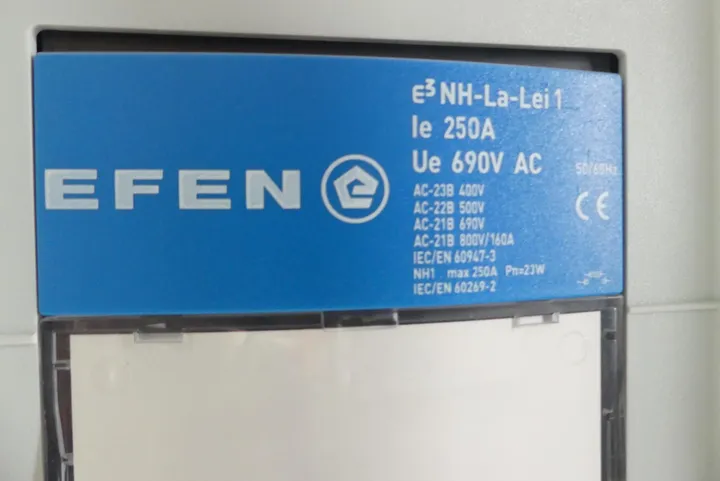 EFEN
E³ NH-La-Lei 1
Ie 250A
Ue 690V AC 50/60Hz
AC-23B 400V
AC-22B 500V
AC-21B 690V
AC-21B 800V/160A
IEC/EN 60947-3
NH1 max 250A Pn=23W
IEC/EN 60269-2
CE